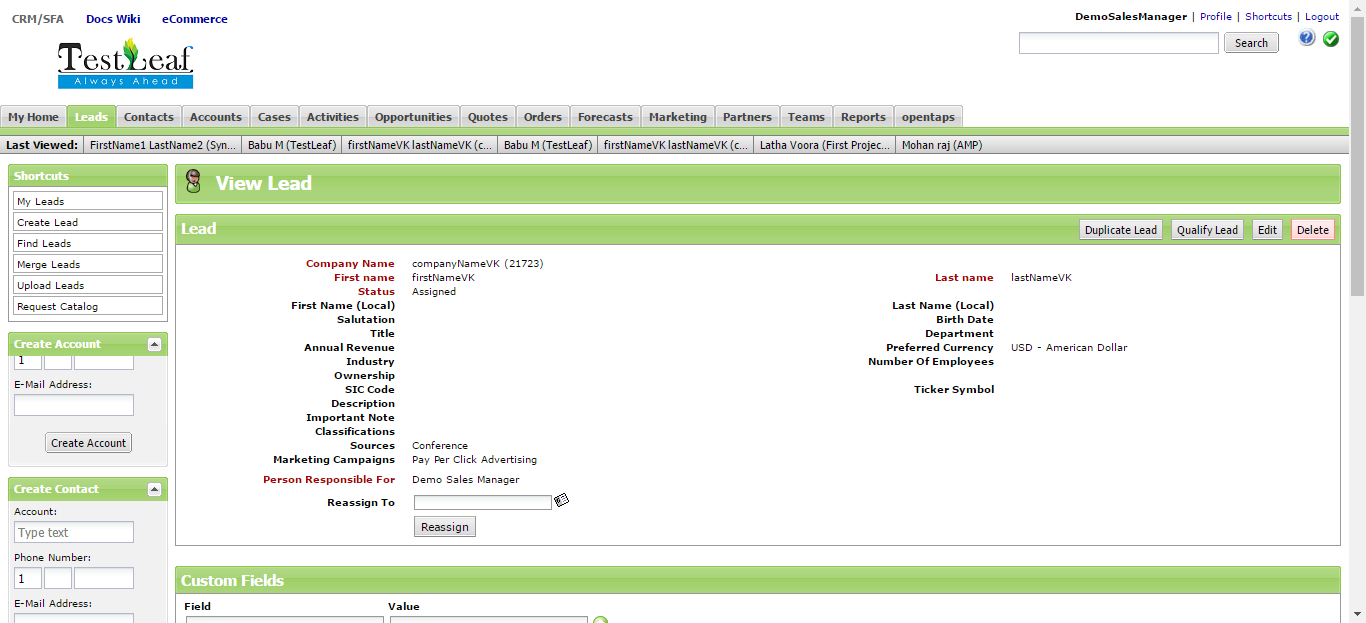 CRM/SFA Docs Wiki eCommerce
DemoSalesManager | Profile | Shortcuts | Logout
TestLeaf
Always Ahead
Search
My Home Leads Contacts Accounts Cases Activities Opportunities Quotes Orders Forecasts Marketing Partners Teams Reports opentaps
Last Viewed: FirstName1 LastName2 (Syn... Babu M (TestLeaf) firstNameVK lastNameVK (c... Babu M (TestLeaf) firstNameVK lastNameVK (c... Latha Voora (First Projec... Mohan raj (AMP)
Shortcuts
My Leads
Create Lead
Find Leads
Merge Leads
Upload Leads
Request Catalog
Create Account
1
E-Mail Address:
Create Account
Create Contact
Account:
Type text
Phone Number:
1
E-Mail Address:
View Lead
Lead
Duplicate Lead Qualify Lead Edit Delete
Company Name companyNameVK (21723)
First name firstNameVK Last name lastNameVK
Status Assigned
First Name (Local) Last Name (Local)
Salutation Birth Date
Title Department
Annual Revenue Preferred Currency USD - American Dollar
Industry Number Of Employees
Ownership
SIC Code Ticker Symbol
Description
Important Note
Classifications
Sources Conference
Marketing Campaigns Pay Per Click Advertising
Person Responsible For Demo Sales Manager
Reassign To
Reassign
Custom Fields
Field Value